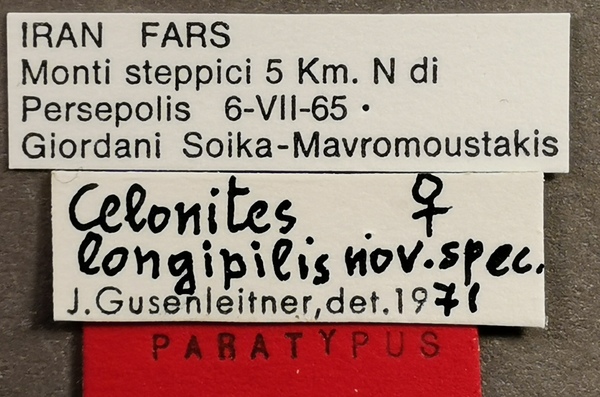 IRAN FARS
Monti steppici 5 Km. N di
Persepolis 6-VII-65 ·
Giordani Soika-Mavromoustakis
Celonites ♀
longipilis nov.spec.
J.Gusenleitner,det.1971
PARATYPUS